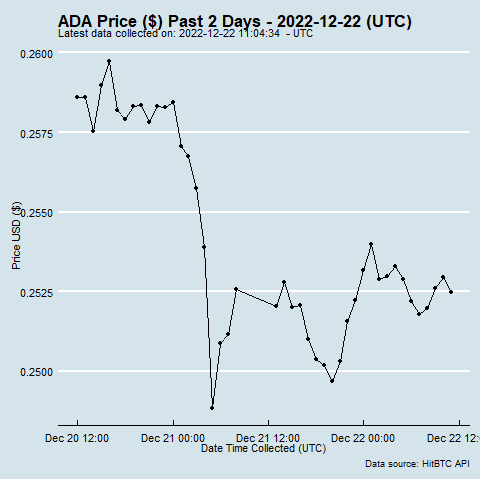 ADA Price ($) Past 2 Days - 2022-12-22 (UTC)
Latest data collected on: 2022-12-22 11:04:34 - UTC
0.2600
0.2575
0.2550
0.2525
0.2500
Price USD ($)
Dec 20 12:00 Dec 21 00:00 Dec 21 12:00 Dec 22 00:00 Dec 22 12:
Date Time Collected (UTC)
Data source: HitBTC API